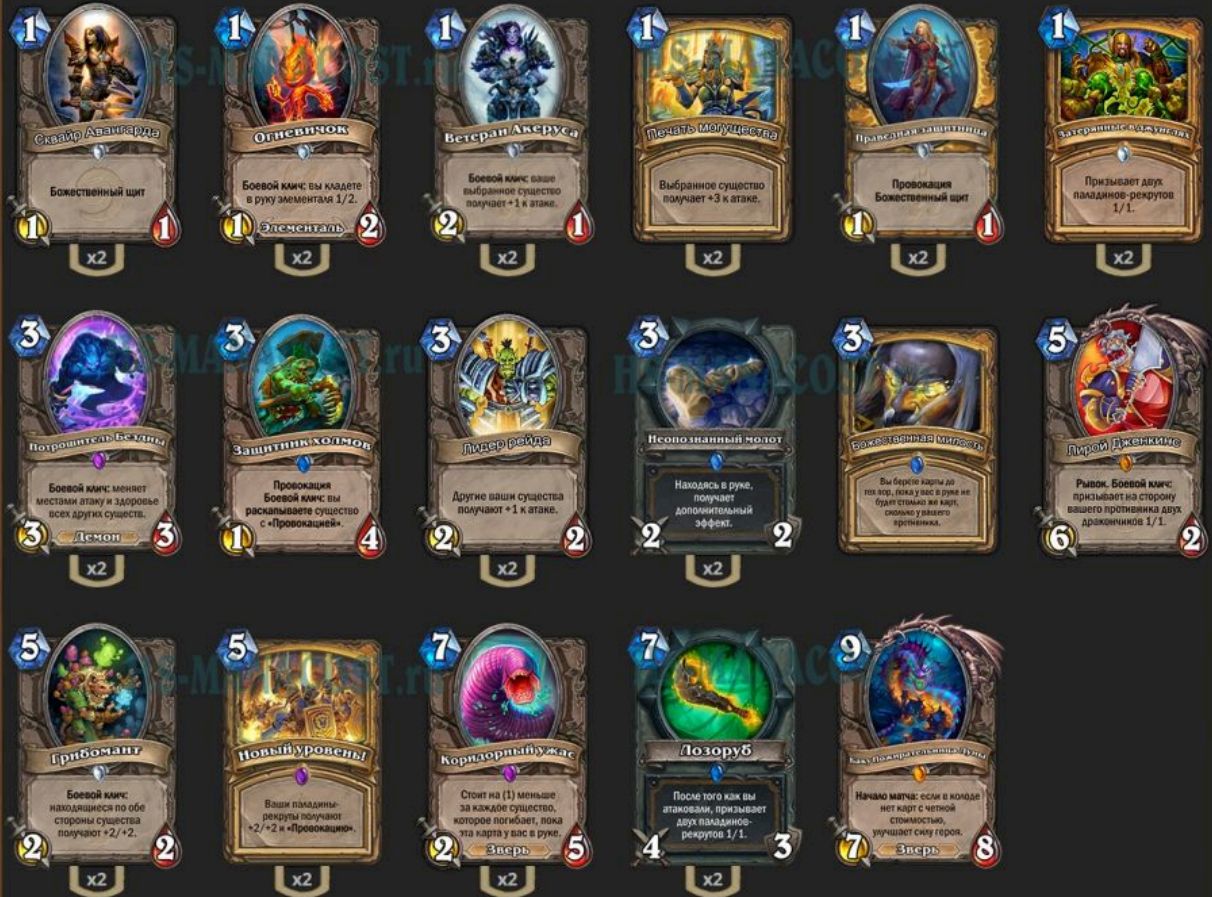 1
Сквайр Авангарда
Божественный щит
1
1
x2
1
Огневичок
Боевой клич: вы кладете
в руку элементаля 1/2.
1
Элементаль
2
x2
1
Ветеран Акеруса
Боевой клич: ваше
выбранное существо
получает +1 к атаке.
2
1
x2
1
Печать могущества
Выбранное существо
получает +3 к атаке.
x2
1
Праведная защитница
Провокация
Божественный щит
1
1
x2
1
Затерянные в джунглях
Призывает двух
паладинов-рекрутов
1/1.
x2
3
Потрошитель Бездны
Боевой клич: меняет
местами атаку и здоровье
всех других существ.
3
Демон
3
x2
3
Защитник холмов
Провокация
Боевой клич: вы
раскапываете существо
с «Провокацией».
1
4
3
Лидер рейда
Другие ваши существа
получают +1 к атаке.
2
2
x2
3
Неопознанный молот
Находясь в руке,
получает
дополнительный
эффект.
2
2
x2
3
Божественная милость
Вы берете карты до
тех пор, пока у вас в руке не
будет столько же карт,
сколько у вашего
противника.
5
Лирой Дженкинс
Рывок. Боевой клич:
призывает на сторону
вашего противника двух
дракончиков 1/1.
6
2
5
Грибомант
Боевой клич:
находящиеся по обе
стороны существа
получают +2/+2.
2
2
x2
5
Новый уровень!
Ваши паладины-
рекруты получают
+2/+2 и «Провокацию».
x2
7
Коридорный ужас
Стоит на (1) меньше
за каждое существо,
которое погибает, пока
эта карта у вас в руке.
2
Зверь
5
x2
7
Лозоруб
После того как вы
атаковали, призывает
двух паладинов-
рекрутов 1/1.
4
3
x2
9
Баку Пожирательница Луны
Начало матча: если в колоде
нет карт с четной
стоимостью,
улучшает силу героя.
7
Зверь
8